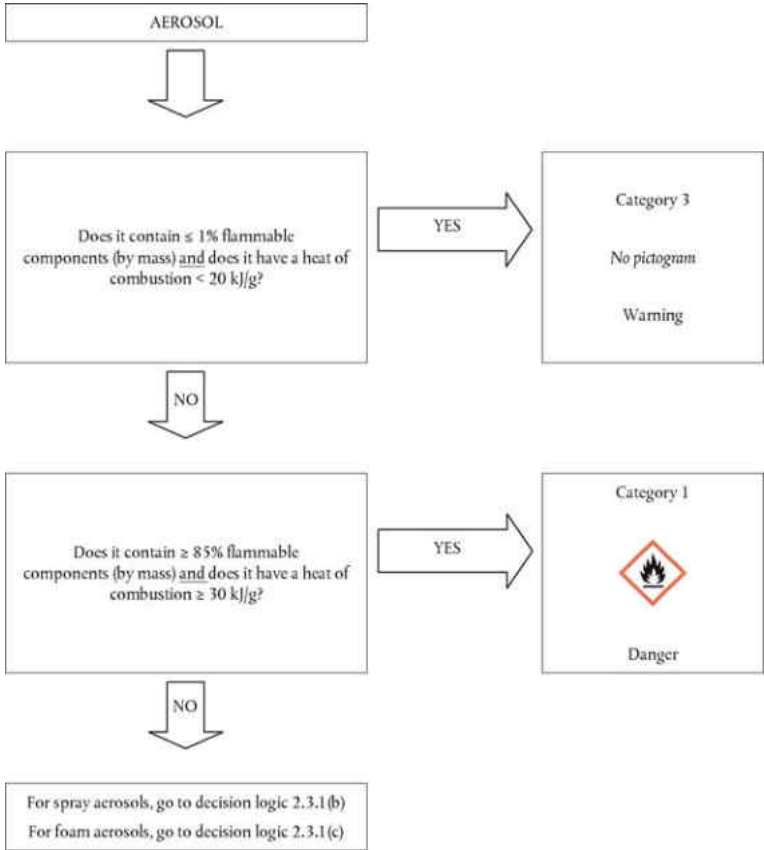 AEROSOL
Does it contain ≤ 1% flammable
components (by mass) and does it have a heat of
combustion < 20 kJ/g?
YES
Category 3
No pictogram
Warning
NO
Does it contain ≥ 85% flammable
components (by mass) and does it have a heat of
combustion ≥ 30 kJ/g?
YES
Category 1
Danger
NO
For spray aerosols, go to decision logic 2.3.1(b)
For foam aerosols, go to decision logic 2.3.1(c)